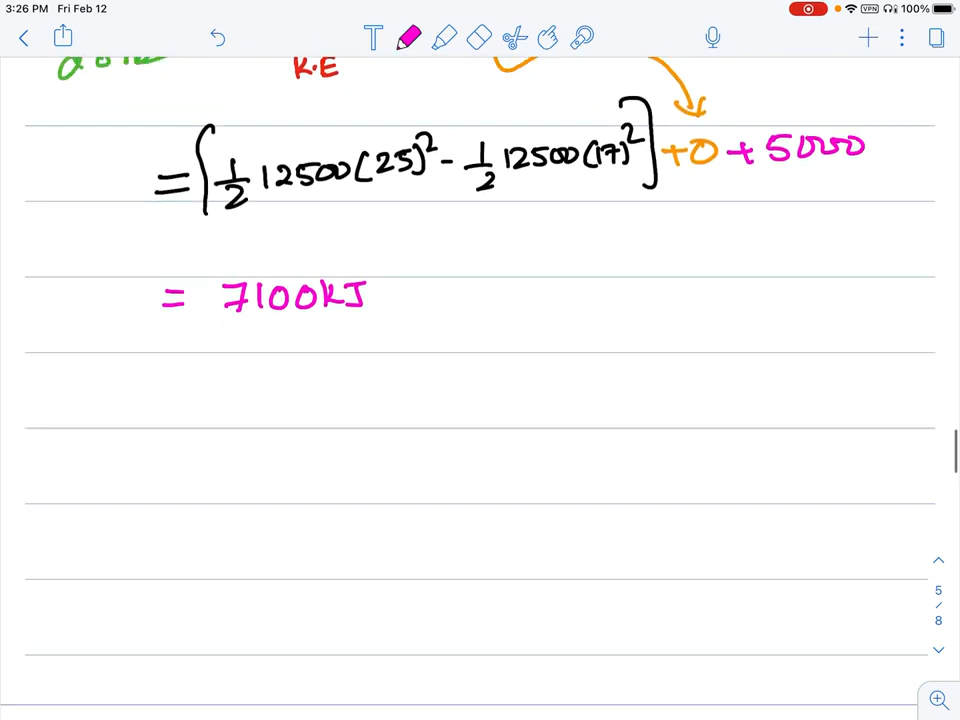 3:26 PM Fri Feb 12 VPN 100%
T
K.E
= [1/2 12500(25)² - 1/2 12500(17)²] +0 +5000
= 7100kJ
5
/
8